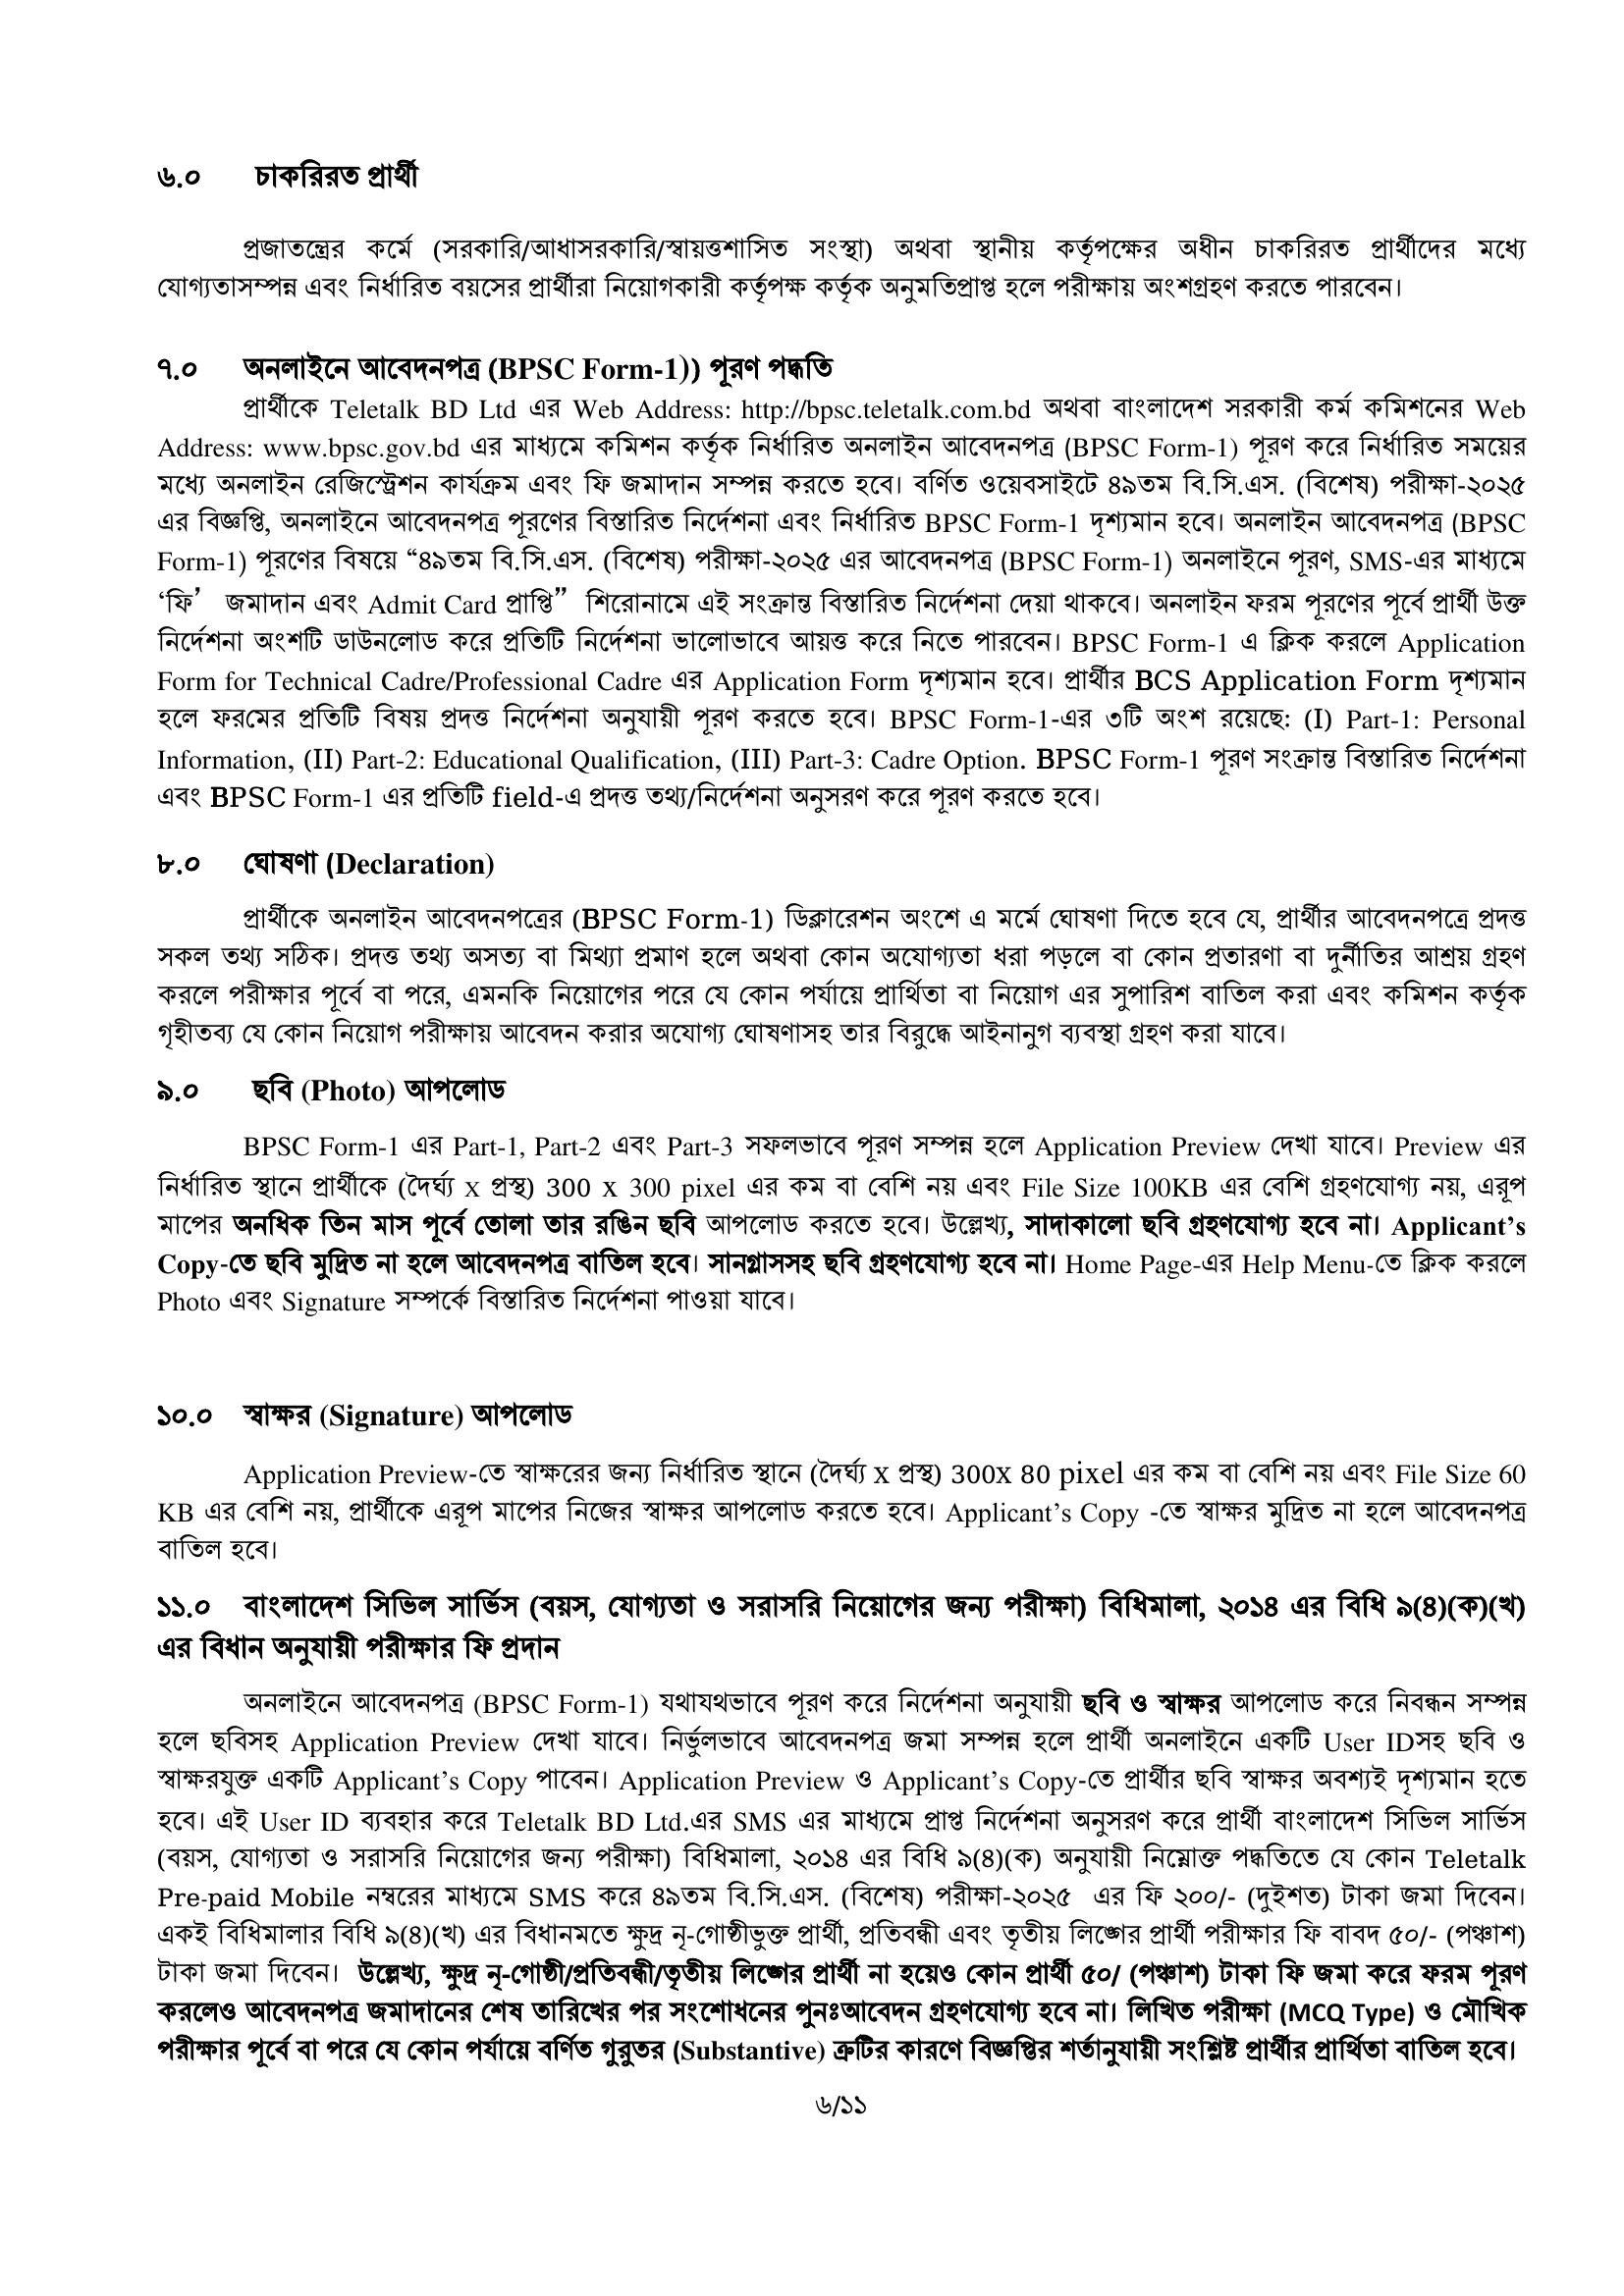 ৬.০ চাকরিরত প্রার্থী
প্রজাতন্ত্রের কর্মে (সরকারি/আধাসরকারি/স্বায়ত্তশাসিত সংস্থা) অথবা স্থানীয় কর্তৃপক্ষের অধীন চাকরিরত প্রার্থীদের মধ্যে
যোগ্যতাসম্পন্ন এবং নির্ধারিত বয়সের প্রার্থীরা নিয়োগকারী কর্তৃপক্ষ কর্তৃক অনুমতিপ্রাপ্ত হলে পরীক্ষায় অংশগ্রহণ করতে পারবেন।
৭.০ অনলাইনে আবেদনপত্র (BPSC Form-1)) পূরণ পদ্ধতি
প্রার্থীকে Teletalk BD Ltd এর Web Address: http://bpsc.teletalk.com.bd অথবা বাংলাদেশ সরকারী কর্ম কমিশনের Web
Address: www.bpsc.gov.bd এর মাধ্যমে কমিশন কর্তৃক নির্ধারিত অনলাইন আবেদনপত্র (BPSC Form-1) পূরণ করে নির্ধারিত সময়ের
মধ্যে অনলাইন রেজিস্ট্রেশন কার্যক্রম এবং ফি জমাদান সম্পন্ন করতে হবে। বর্ণিত ওয়েবসাইটে ৪৯তম বি.সি.এস. (বিশেষ) পরীক্ষা-২০২৫
এর বিজ্ঞপ্তি, অনলাইনে আবেদনপত্র পূরণের বিস্তারিত নির্দেশনা এবং নির্ধারিত BPSC Form-1 দৃশ্যমান হবে। অনলাইন আবেদনপত্র (BPSC
Form-1) পূরণের বিষয়ে “৪৯তম বি.সি.এস. (বিশেষ) পরীক্ষা-২০২৫ এর আবেদনপত্র (BPSC Form-1) অনলাইনে পূরণ, SMS-এর মাধ্যমে
‘ফি’ জমাদান এবং Admit Card প্রাপ্তি” শিরোনামে এই সংক্রান্ত বিস্তারিত নির্দেশনা দেয়া থাকবে। অনলাইন ফরম পূরণের পূর্বে প্রার্থী উক্ত
নির্দেশনা অংশটি ডাউনলোড করে প্রতিটি নির্দেশনা ভালোভাবে আয়ত্ত করে নিতে পারবেন। BPSC Form-1 এ ক্লিক করলে Application
Form for Technical Cadre/Professional Cadre এর Application Form দৃশ্যমান হবে। প্রার্থীর BCS Application Form দৃশ্যমান
হলে ফরমের প্রতিটি বিষয় প্রদত্ত নির্দেশনা অনুযায়ী পূরণ করতে হবে। BPSC Form-1-এর ৩টি অংশ রয়েছে: (I) Part-1: Personal
Information, (II) Part-2: Educational Qualification, (III) Part-3: Cadre Option. BPSC Form-1 পূরণ সংক্রান্ত বিস্তারিত নির্দেশনা
এবং BPSC Form-1 এর প্রতিটি field-এ প্রদত্ত তথ্য/নির্দেশনা অনুসরণ করে পূরণ করতে হবে।
৮.০ ঘোষণা (Declaration)
প্রার্থীকে অনলাইন আবেদনপত্রের (BPSC Form-1) ডিক্লারেশন অংশে এ মর্মে ঘোষণা দিতে হবে যে, প্রার্থীর আবেদনপত্রে প্রদত্ত
সকল তথ্য সঠিক। প্রদত্ত তথ্য অসত্য বা মিথ্যা প্রমাণ হলে অথবা কোন অযোগ্যতা ধরা পড়লে বা কোন প্রতারণা বা দুর্নীতির আশ্রয় গ্রহণ
করলে পরীক্ষার পূর্বে বা পরে, এমনকি নিয়োগের পরে যে কোন পর্যায়ে প্রার্থিতা বা নিয়োগ এর সুপারিশ বাতিল করা এবং কমিশন কর্তৃক
গৃহীতব্য যে কোন নিয়োগ পরীক্ষায় আবেদন করার অযোগ্য ঘোষণাসহ তার বিরুদ্ধে আইনানুগ ব্যবস্থা গ্রহণ করা যাবে।
৯.০ ছবি (Photo) আপলোড
BPSC Form-1 এর Part-1, Part-2 এবং Part-3 সফলভাবে পূরণ সম্পন্ন হলে Application Preview দেখা যাবে। Preview এর
নির্ধারিত স্থানে প্রার্থীকে (দৈর্ঘ্য x প্রস্থ) 300 x 300 pixel এর কম বা বেশি নয় এবং File Size 100KB এর বেশি গ্রহণযোগ্য নয়, এরূপ
মাপের অনধিক তিন মাস পূর্বে তোলা তার রঙিন ছবি আপলোড করতে হবে। উল্লেখ্য, সাদাকালো ছবি গ্রহণযোগ্য হবে না। Applicant’s
Copy-তে ছবি মুদ্রিত না হলে আবেদনপত্র বাতিল হবে। সানগ্লাসসহ ছবি গ্রহণযোগ্য হবে না। Home Page-এর Help Menu-তে ক্লিক করলে
Photo এবং Signature সম্পর্কে বিস্তারিত নির্দেশনা পাওয়া যাবে।
১০.০ স্বাক্ষর (Signature) আপলোড
Application Preview-তে স্বাক্ষরের জন্য নির্ধারিত স্থানে (দৈর্ঘ্য x প্রস্থ) 300x 80 pixel এর কম বা বেশি নয় এবং File Size 60
KB এর বেশি নয়, প্রার্থীকে এরূপ মাপের নিজের স্বাক্ষর আপলোড করতে হবে। Applicant’s Copy -তে স্বাক্ষর মুদ্রিত না হলে আবেদনপত্র
বাতিল হবে।
১১.০ বাংলাদেশ সিভিল সার্ভিস (বয়স, যোগ্যতা ও সরাসরি নিয়োগের জন্য পরীক্ষা) বিধিমালা, ২০১৪ এর বিধি ৯(৪)(ক)(খ)
এর বিধান অনুযায়ী পরীক্ষার ফি প্রদান
অনলাইনে আবেদনপত্র (BPSC Form-1) যথাযথভাবে পূরণ করে নির্দেশনা অনুযায়ী ছবি ও স্বাক্ষর আপলোড করে নিবন্ধন সম্পন্ন
হলে ছবিসহ Application Preview দেখা যাবে। নির্ভুলভাবে আবেদনপত্র জমা সম্পন্ন হলে প্রার্থী অনলাইনে একটি User IDসহ ছবি ও
স্বাক্ষরযুক্ত একটি Applicant’s Copy পাবেন। Application Preview ও Applicant’s Copy-তে প্রার্থীর ছবি স্বাক্ষর অবশ্যই দৃশ্যমান হতে
হবে। এই User ID ব্যবহার করে Teletalk BD Ltd.এর SMS এর মাধ্যমে প্রাপ্ত নির্দেশনা অনুসরণ করে প্রার্থী বাংলাদেশ সিভিল সার্ভিস
(বয়স, যোগ্যতা ও সরাসরি নিয়োগের জন্য পরীক্ষা) বিধিমালা, ২০১৪ এর বিধি ৯(৪)(ক) অনুযায়ী নিম্নোক্ত পদ্ধতিতে যে কোন Teletalk
Pre-paid Mobile নম্বরের মাধ্যমে SMS করে ৪৯তম বি.সি.এস. (বিশেষ) পরীক্ষা-২০২৫ এর ফি ২০০/- (দুইশত) টাকা জমা দিবেন।
একই বিধিমালার বিধি ৯(৪)(খ) এর বিধানমতে ক্ষুদ্র নৃ-গোষ্ঠীভুক্ত প্রার্থী, প্রতিবন্ধী এবং তৃতীয় লিঙ্গের প্রার্থী পরীক্ষার ফি বাবদ ৫০/- (পঞ্চাশ)
টাকা জমা দিবেন। উল্লেখ্য, ক্ষুদ্র নৃ-গোষ্ঠী/প্রতিবন্ধী/তৃতীয় লিঙ্গের প্রার্থী না হয়েও কোন প্রার্থী ৫০/ (পঞ্চাশ) টাকা ফি জমা করে ফরম পূরণ
করলেও আবেদনপত্র জমাদানের শেষ তারিখের পর সংশোধনের পুনঃআবেদন গ্রহণযোগ্য হবে না। লিখিত পরীক্ষা (MCQ Type) ও মৌখিক
পরীক্ষার পূর্বে বা পরে যে কোন পর্যায়ে বর্ণিত গুরুতর (Substantive) ত্রুটির কারণে বিজ্ঞপ্তির শর্তানুযায়ী সংশ্লিষ্ট প্রার্থীর প্রার্থিতা বাতিল হবে।
৬/১১